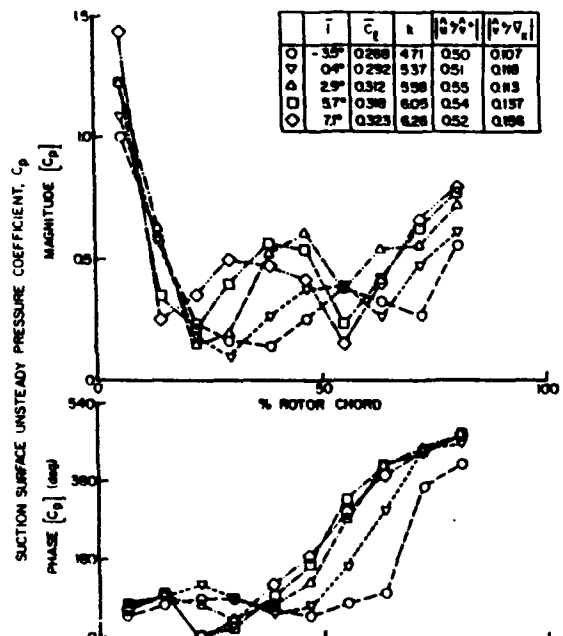 1.5
ī C̄ℓ k |û⁺/v̂⁺| |v̂⁺/V̄x|
-3.5° 0.268 4.71 0.50 0.107
0.4° 0.292 5.37 0.51 0.118
2.9° 0.312 5.58 0.55 0.113
5.7° 0.318 6.05 0.54 0.137
7.1° 0.323 6.26 0.52 0.156
SUCTION SURFACE UNSTEADY PRESSURE COEFFICIENT, Cp
MAGNITUDE [Cp]
1.0
0.5
0
50
100
% ROTOR CHORD
PHASE [Cp] (deg)
540
360
180
0